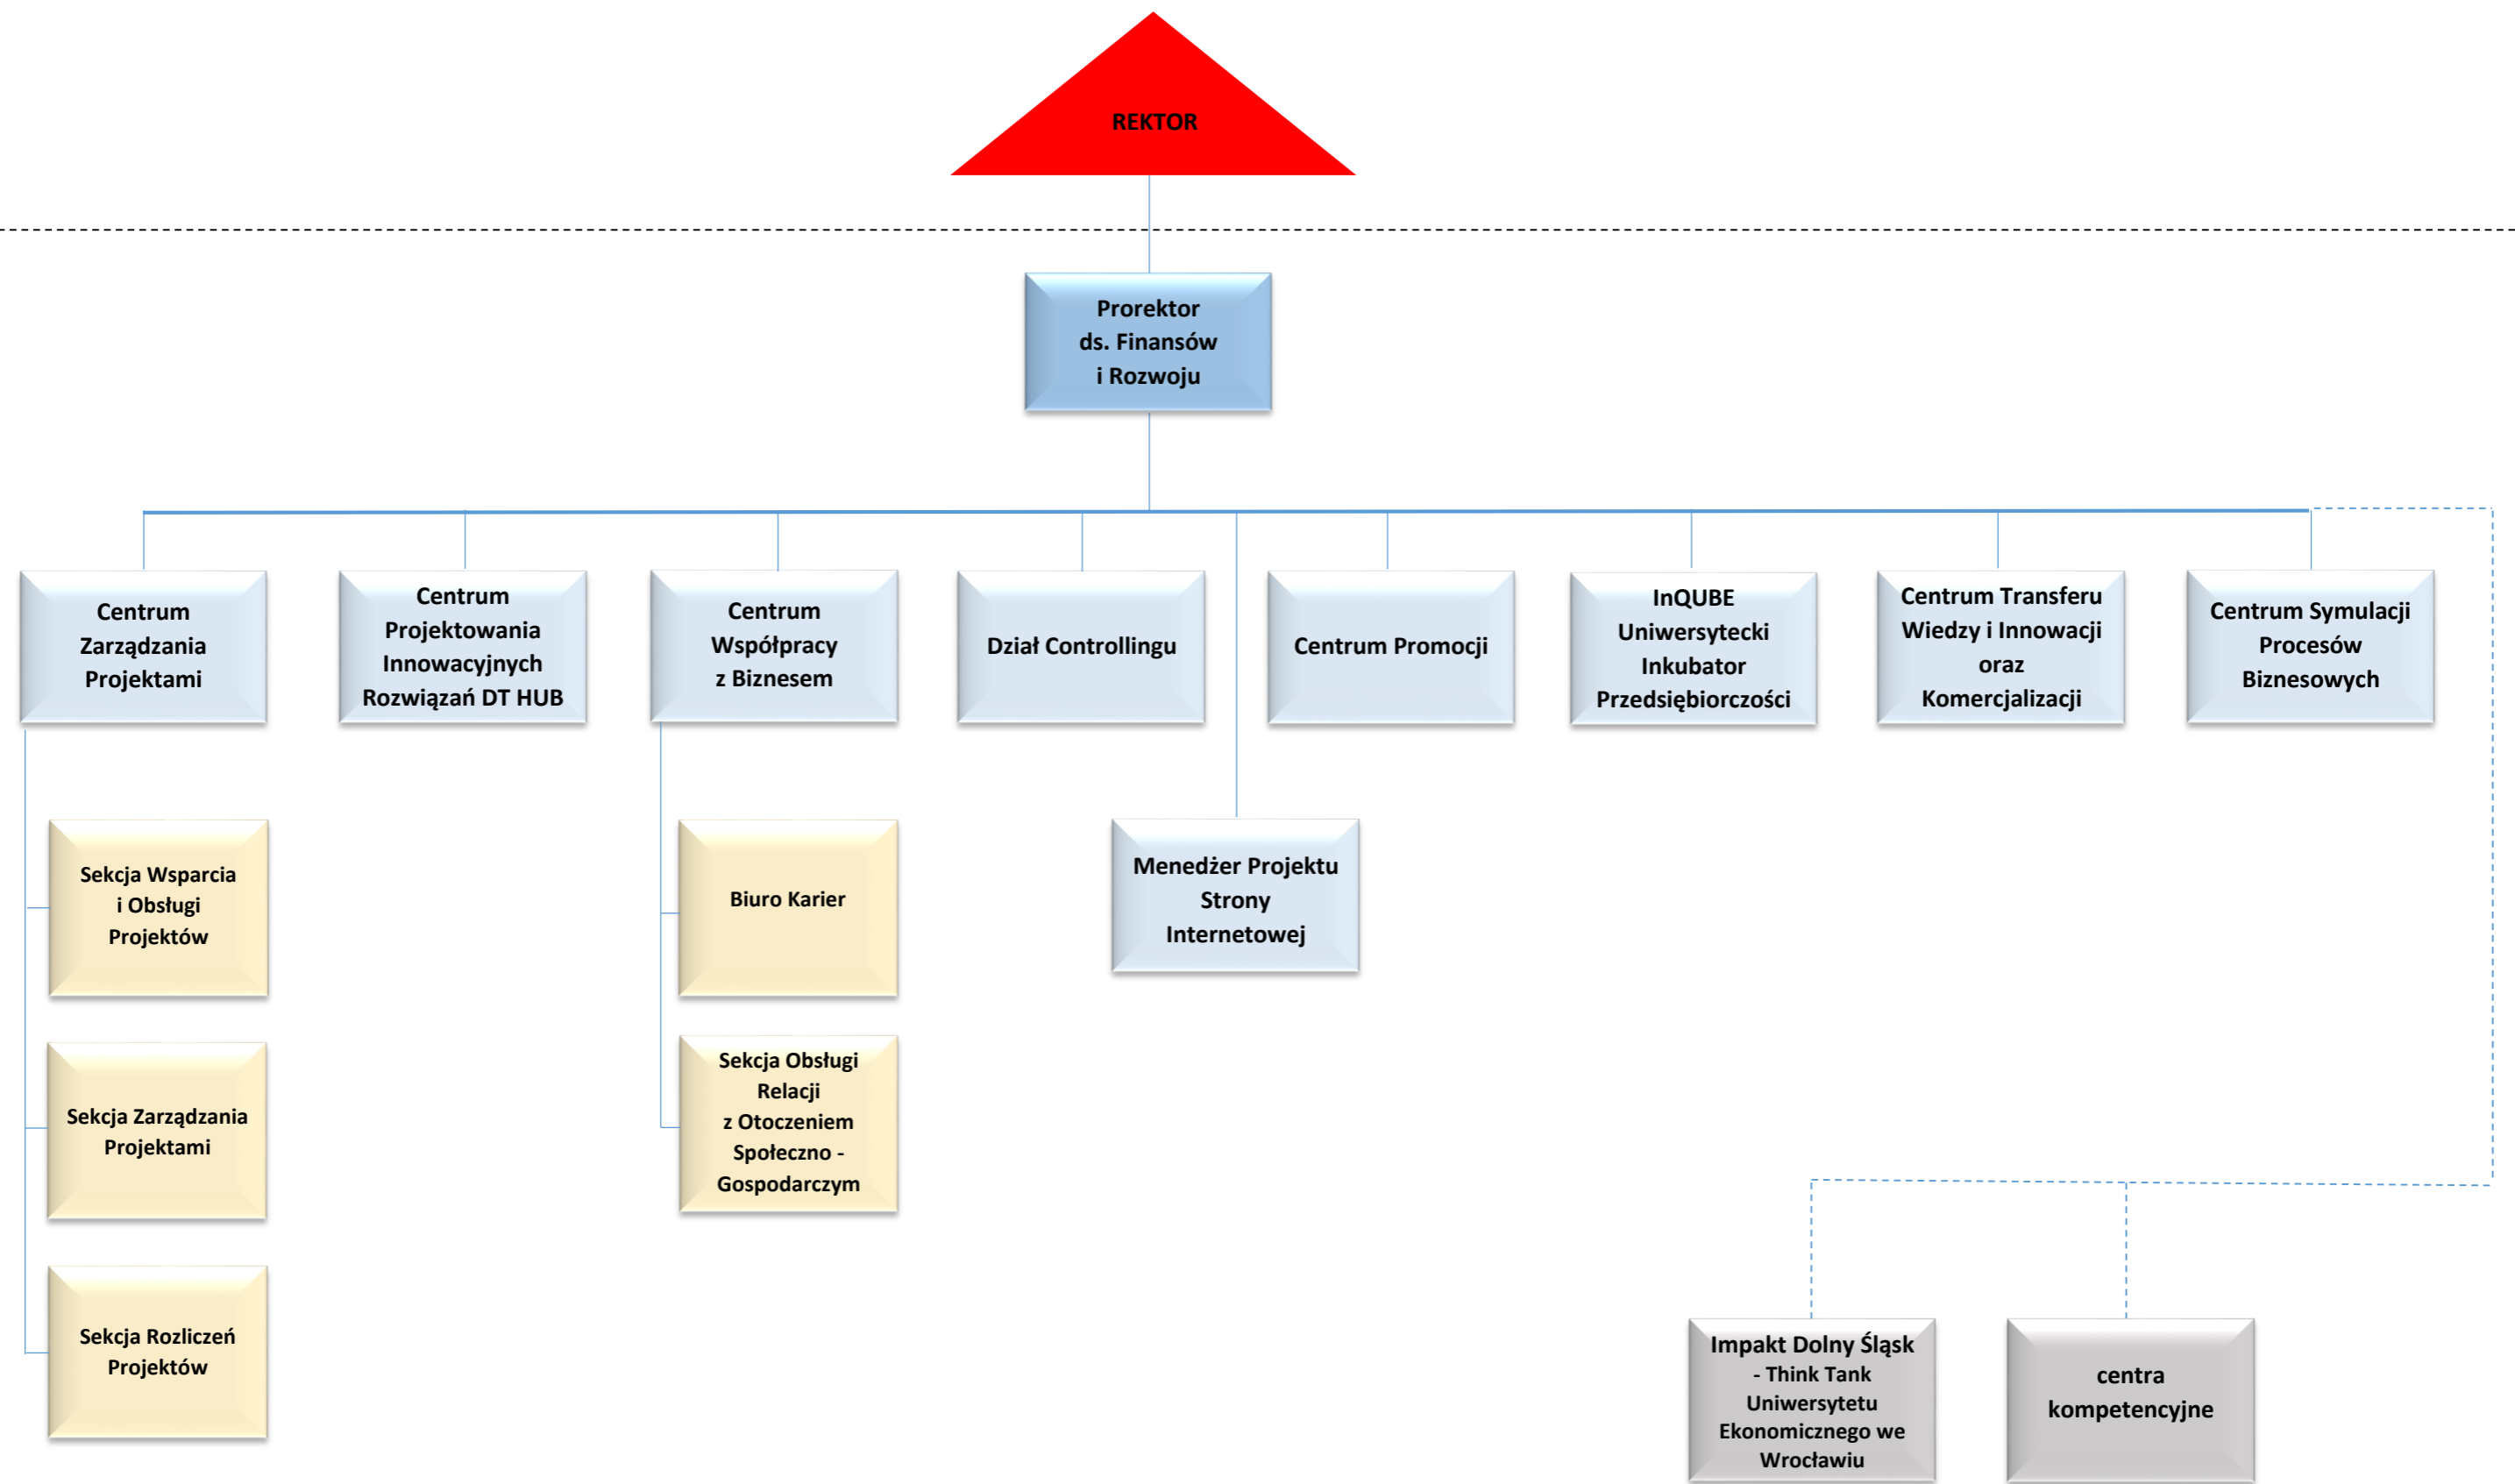 REKTOR
Prorektor
ds. Finansów
i Rozwoju
Centrum
Zarządzania
Projektami
Centrum
Projektowania
Innowacyjnych
Rozwiązań DT HUB
Centrum
Współpracy
z Biznesem
Dział Controllingu
Centrum Promocji
InQUBE
Uniwersytecki
Inkubator
Przedsiębiorczości
Centrum Transferu
Wiedzy i Innowacji
oraz
Komercjalizacji
Centrum Symulacji
Procesów
Biznesowych
Sekcja Wsparcia
i Obsługi
Projektów
Biuro Karier
Menedżer Projektu
Strony
Internetowej
Sekcja Zarządzania
Projektami
Sekcja Obsługi
Relacji
z Otoczeniem
Społeczno -
Gospodarczym
Sekcja Rozliczeń
Projektów
Impakt Dolny Śląsk
- Think Tank
Uniwersytetu
Ekonomicznego we
Wrocławiu
centra
kompetencyjne